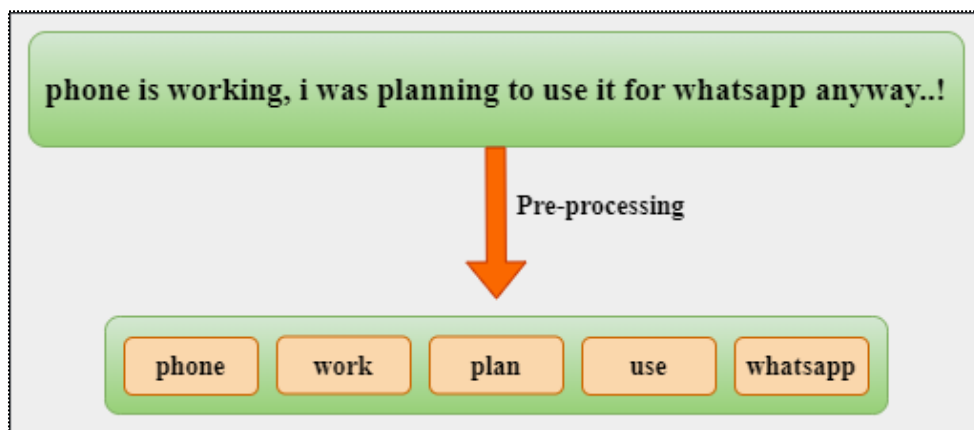 phone is working, i was planning to use it for whatsapp anyway..!
Pre-processing
phone work plan use whatsapp